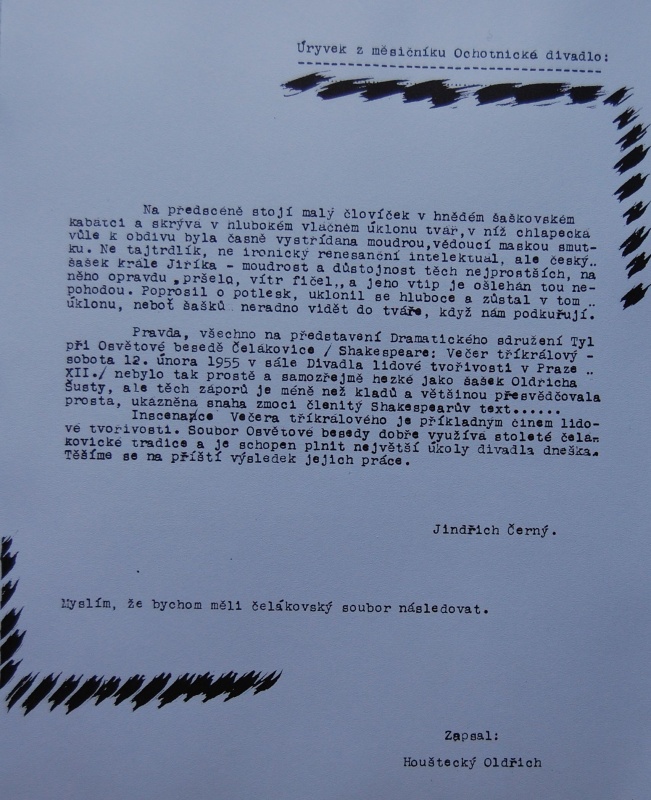 Úryvek z měsičníku Ochotnické divadlo:
Na předscéně stojí malý človíček v hnědém šaškovském
kabátci a skrývá v hlubokém vláčném úklonu tvář,v níž chlapecká
vůle k obdivu byla časně vystřídana moudrou,vědoucí maskou smut-
ku. Ne tajtrdlík, ne ironický renesanční intelektuál, ale český..
šašek krále Jiříka - moudrost a důstojnost těch nejprostších, na
něho opravdu „pršelo, vítr fičel„, a jeho vtip je ošlehán tou ne-
pohodou. Poprosil o potlesk, uklonil se hluboce a zůstal v tom ..
úklonu, neboť šašků neradno vidět do tváře, když nám podkuřují.
Pravda, všechno na představení Dramatického sdružení Tyl
při Osvětové besedě Čelákovice / Shakespeare: Večer tříkrálový -
sobota 12. února 1955 v sále Divadla lidové tvořivosti v Praze ..
XII./ nebylo tak prosté a samozřejmě hezké jako šašek Oldřicha
Šusty, ale těch záporů je méně než kladů a většinou přesvědčovala
prostá, ukázněná snaha zmoci členitý Shakespearův text......
Inscenace Večera tříkrálového je příkladným činem lido-
vé tvořivosti. Soubor Osvětové besedy dobře využívá stoleté čelá-
kovické tradice a je schopen plnit největší úkoly divadla dneška.
Těšíme se na příští výsledek jejich práce.
Jindřich Černý.
Myslím, že bychom měli čelákovský soubor následovat.
Zapsal:
Houštecký Oldřich